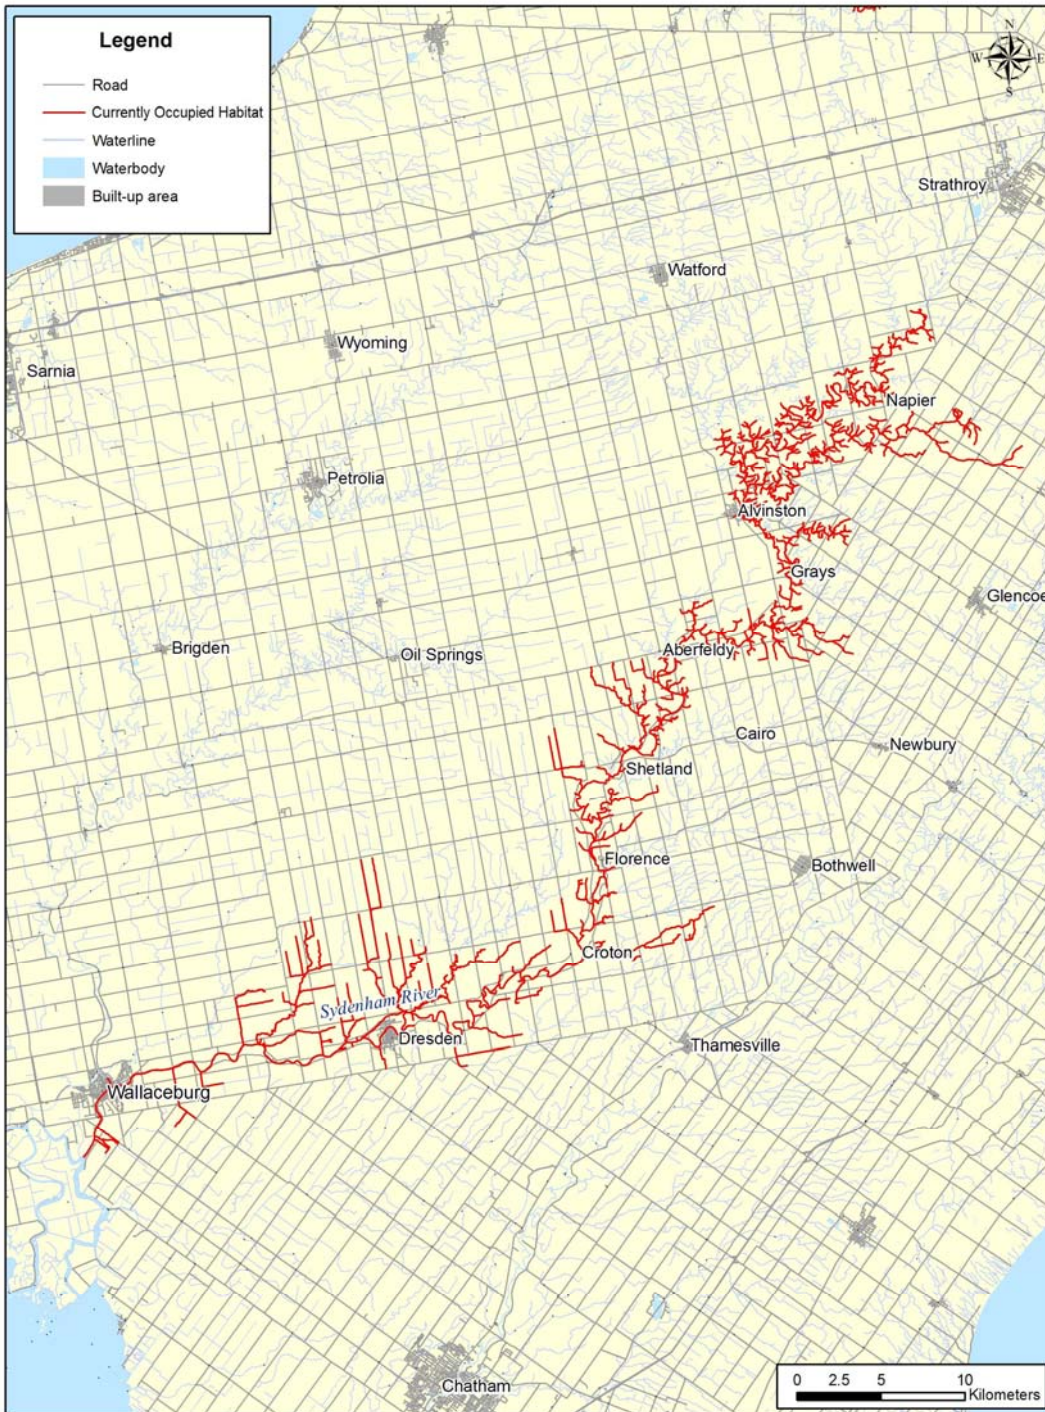 Legend
Road
Currently Occupied Habitat
Waterline
Waterbody
Built-up area
N
W E
S
Strathroy
Watford
Wyoming
Sarnia
Napier
Petrolia
Alvinston
Grays
Glencoe
Brigden
Oil Springs
Aberfeldy
Cairo
Newbury
Shetland
Florence
Bothwell
Croton
Sydenham River
Dresden
Thamesville
Wallaceburg
Chatham
0 2.5 5 10
Kilometers